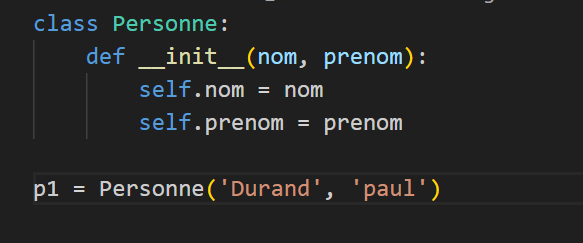 class Personne:
    def __init__(nom, prenom):
        self.nom = nom
        self.prenom = prenom
p1 = Personne('Durand', 'paul')